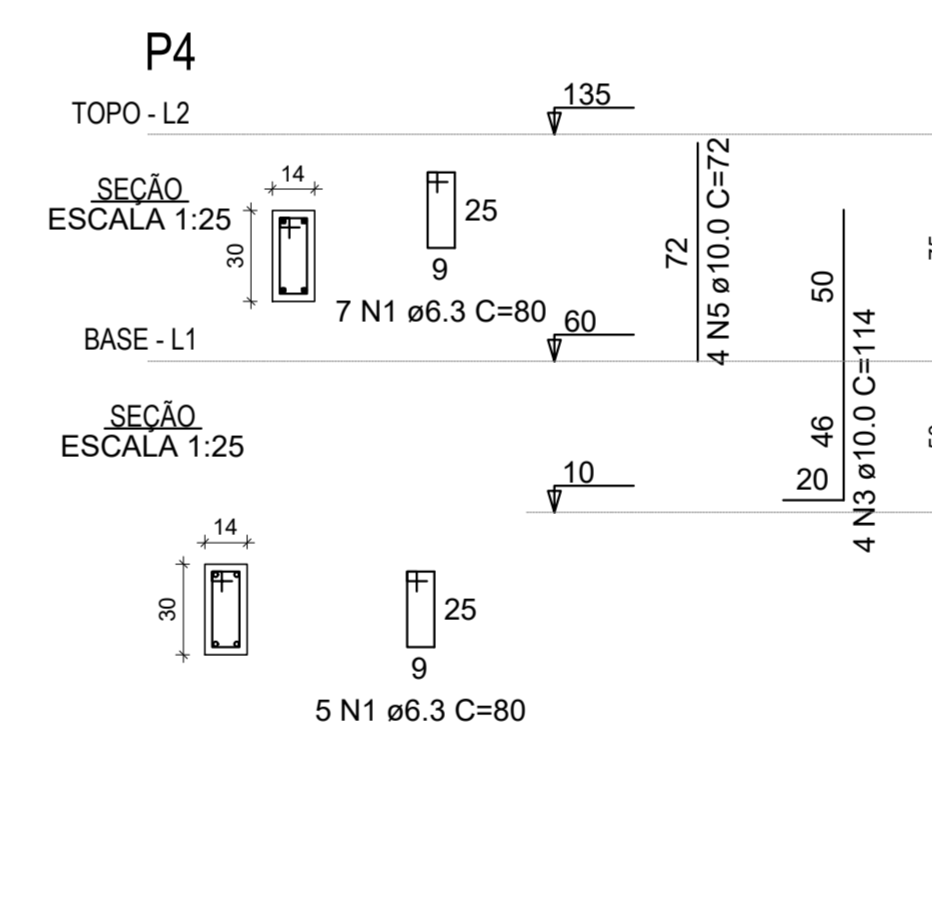 P4
TOPO - L2
135
SEÇÃO
ESCALA 1:25
14
30
25
9
7 N1 ø6.3 C=80
72
4 N5 ø10.0 C=72
BASE - L1
60
50
46
20
4 N3 ø10.0 C=114
SEÇÃO
ESCALA 1:25
10
14
30
25
9
5 N1 ø6.3 C=80